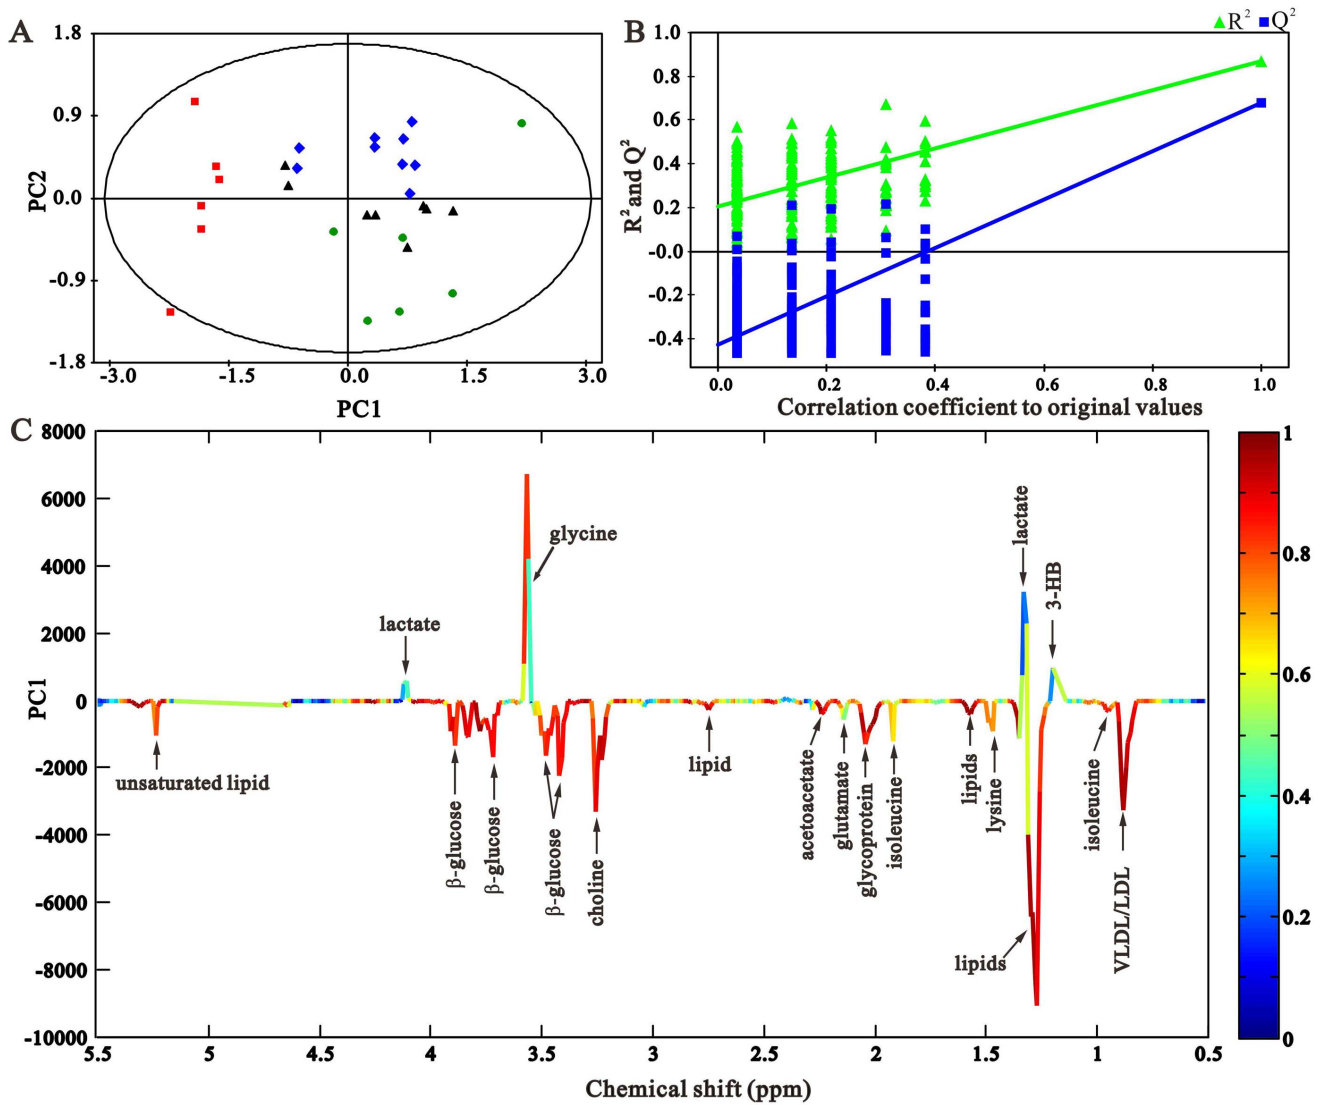 A
1.8
0.9
0.0
-0.9
-1.8
PC2
-3.0 -1.5 0.0 1.5 3.0
PC1
B
R² Q²
1.0
0.8
0.6
0.4
0.2
-0.0
-0.2
-0.4
R² and Q²
0.0 0.2 0.4 0.6 0.8 1.0
Correlation coefficient to original values
C
8000
6000
4000
2000
0
-2000
-4000
-6000
-8000
-10000
PC1
unsaturated lipid
lactate
β-glucose
β-glucose
β-glucose
glycine
choline
lipid
acetoacetate
glutamate
glycoprotein
isoleucine
lipids
lysine
lactate
3-HB
lipids
isoleucine
VLDL/LDL
5.5 5 4.5 4 3.5 3 2.5 2 1.5 1 0.5
Chemical shift (ppm)
1
0.8
0.6
0.4
0.2
0